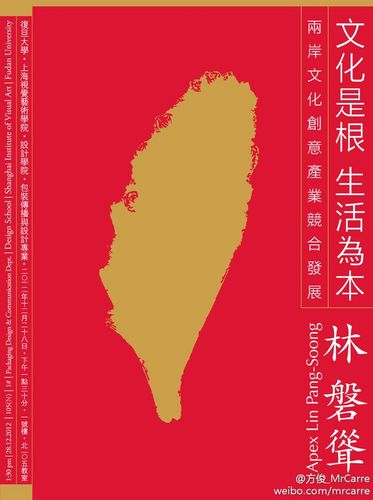 文化是根 生活為本
兩岸文化創意產業競合發展
林磐聳
Apex Lin Pang-Soong
復旦大學・上海視覺藝術學院・設計學院・包裝傳播與設計專業・二〇一二年十二月二十八日・下午一點三十分・一號樓・北一〇五教室
1:30 pm | 28.12.2012 | 105(N) | 1# | Packaging Design & Communication Dept. | Design School | Shanghai Institute of Visual Art | Fudan University
@方俊_MrCarre
weibo.com/mrcarre